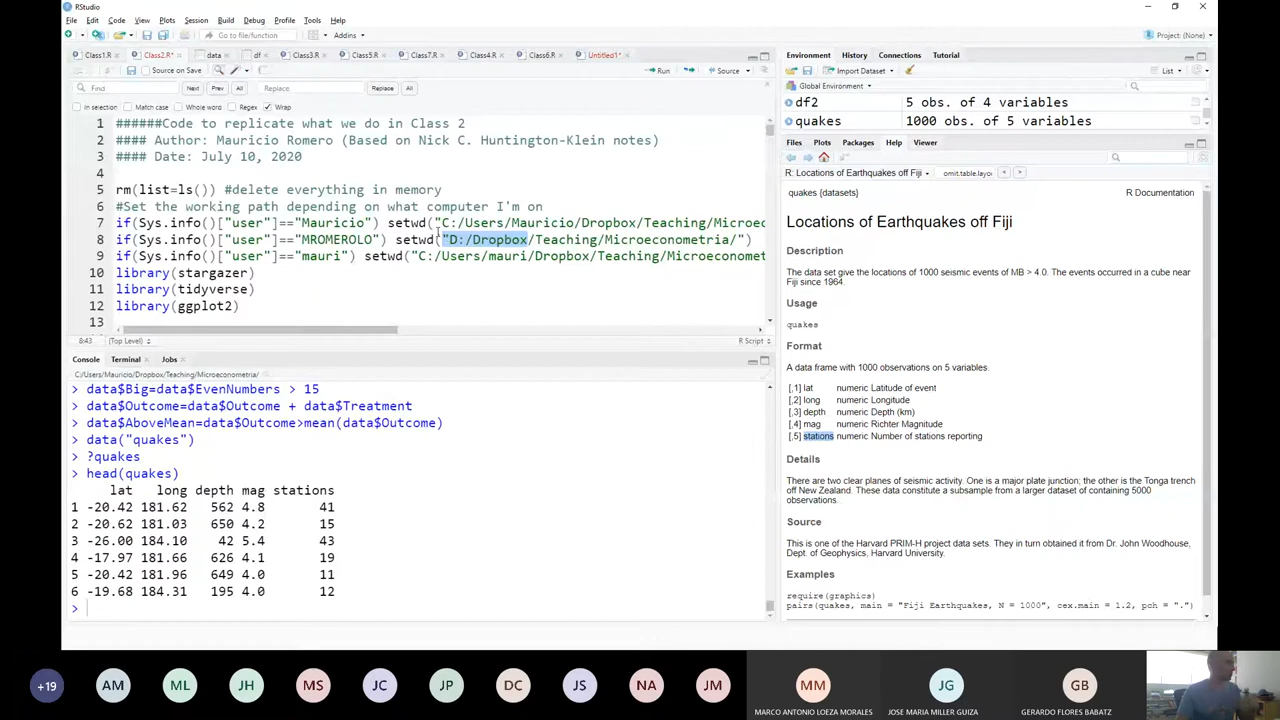 RStudio
File Edit Code View Plots Session Build Debug Profile Tools Help
Go to file/function Addins Project: (None)
Class1.R Class2.R* data df Class3.R Class5.R Class7.R Class4.R Class6.R Untitled1*
Source on Save Run Source
Find Next Prev Replace Replace All
In selection Match case Whole word Regex Wrap
1 ######Code to replicate what we do in Class 2
2 #### Author: Mauricio Romero (Based on Nick C. Huntington-Klein notes)
3 #### Date: July 10, 2020
4
5 rm(list=ls()) #delete everything in memory
6 #Set the working path depending on what computer I'm on
7 if(Sys.info()["user"]=="Mauricio") setwd("C:/Users/Mauricio/Dropbox/Teaching/Microec
8 if(Sys.info()["user"]=="MROMEROLO") setwd("D:/Dropbox/Teaching/Microeconometria/")
9 if(Sys.info()["user"]=="mauri") setwd("C:/Users/mauri/Dropbox/Teaching/Microeconomet
10 library(stargazer)
11 library(tidyverse)
12 library(ggplot2)
13
8:43 (Top Level) R Script
Console Terminal Jobs
C:/Users/Mauricio/Dropbox/Teaching/Microeconometria/
> data$Big=data$EvenNumbers > 15
> data$Outcome=data$Outcome + data$Treatment
> data$AboveMean=data$Outcome>mean(data$Outcome)
> data("quakes")
> ?quakes
> head(quakes)
lat long depth mag stations
1 -20.42 181.62 562 4.8 41
2 -20.62 181.03 650 4.2 15
3 -26.00 184.10 42 5.4 43
4 -17.97 181.66 626 4.1 19
5 -20.42 181.96 649 4.0 11
6 -19.68 184.31 195 4.0 12
>
Environment History Connections Tutorial
Import Dataset List
Global Environment
df2 5 obs. of 4 variables
quakes 1000 obs. of 5 variables
Files Plots Packages Help Viewer
R: Locations of Earthquakes off Fiji omit.table.layou
quakes {datasets} R Documentation
Locations of Earthquakes off Fiji
Description
The data set give the locations of 1000 seismic events of MB > 4.0. The events occurred in a cube near
Fiji since 1964.
Usage
quakes
Format
A data frame with 1000 observations on 5 variables.
[,1] lat numeric Latitude of event
[,2] long numeric Longitude
[,3] depth numeric Depth (km)
[,4] mag numeric Richter Magnitude
[,5] stations numeric Number of stations reporting
Details
There are two clear planes of seismic activity. One is a major plate junction; the other is the Tonga trench
off New Zealand. These data constitute a subsample from a larger dataset of containing 5000
observations.
Source
This is one of the Harvard PRIM-H project data sets. They in turn obtained it from Dr. John Woodhouse,
Dept. of Geophysics, Harvard University.
Examples
require(graphics)
pairs(quakes, main = "Fiji Earthquakes, N = 1000", cex.main = 1.2, pch = ".")
+19 AM ML JH MS JC JP DC JS NA JM MM JG GB
MARCO ANTONIO LOEZA MORALES JOSE MARIA MILLER GUIZA GERARDO FLORES BABATZ